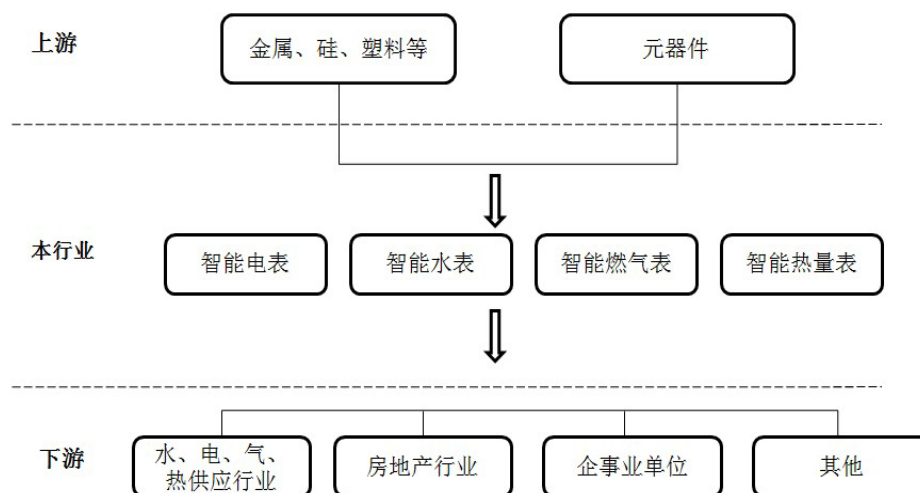 上游
金属、硅、塑料等
元器件
本行业
智能电表
智能水表
智能燃气表
智能热量表
下游
水、电、气、
热供应行业
房地产行业
企事业单位
其他